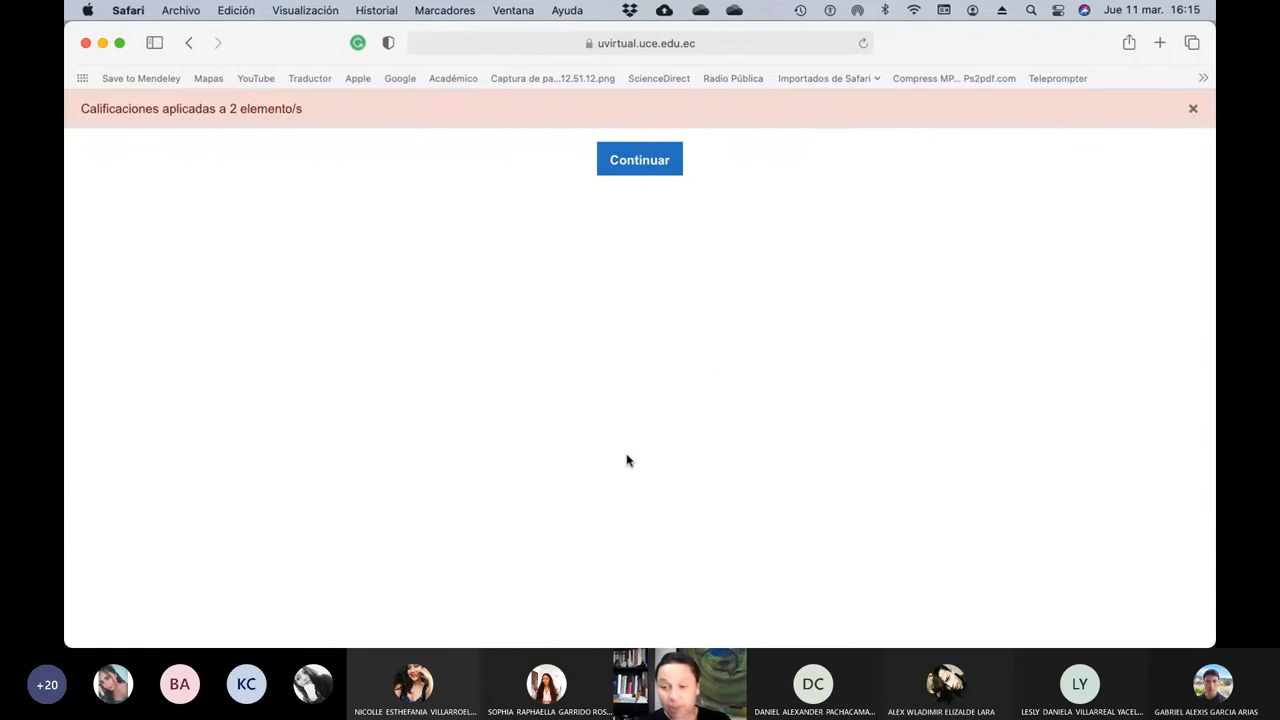 Safari Archivo Edición Visualización Historial Marcadores Ventana Ayuda Jue 11 mar. 16:15
uvirtual.uce.edu.ec
Save to Mendeley Mapas YouTube Traductor Apple Google Académico Captura de pa...12.51.12.png ScienceDirect Radio Pública Importados de Safari Compress MP... Ps2pdf.com Teleprompter
Calificaciones aplicadas a 2 elemento/s
Continuar
+20 BA KC DC LY
NICOLLE ESTHEFANIA VILLARROEL... SOPHIA RAPHAELLA GARRIDO ROS... DANIEL ALEXANDER PACHACAMA... ALEX WLADIMIR ELIZALDE LARA LESLY DANIELA VILLARREAL YACEL... GABRIEL ALEXIS GARCIA ARIAS